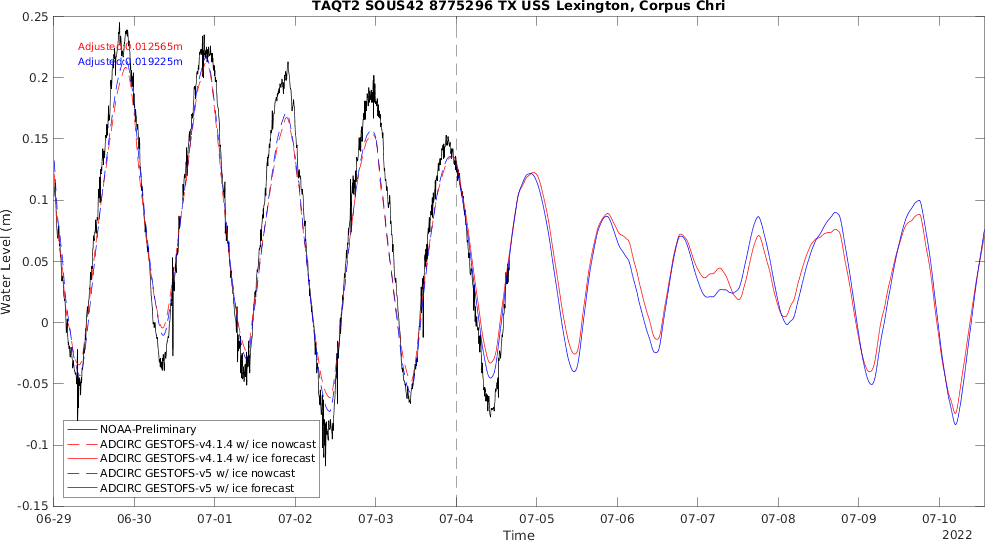 TAQT2 SOUS42 8775296 TX USS Lexington, Corpus Chri
0.25
Adjusted:0.012565m
Adjusted:0.019225m
0.2
0.15
0.1
0.05
0
-0.05
-0.1
-0.15
Water Level (m)
NOAA-Preliminary
ADCIRC GESTOFS-v4.1.4 w/ ice nowcast
ADCIRC GESTOFS-v4.1.4 w/ ice forecast
ADCIRC GESTOFS-v5 w/ ice nowcast
ADCIRC GESTOFS-v5 w/ ice forecast
06-29 06-30 07-01 07-02 07-03 07-04 07-05 07-06 07-07 07-08 07-09 07-10
Time
2022